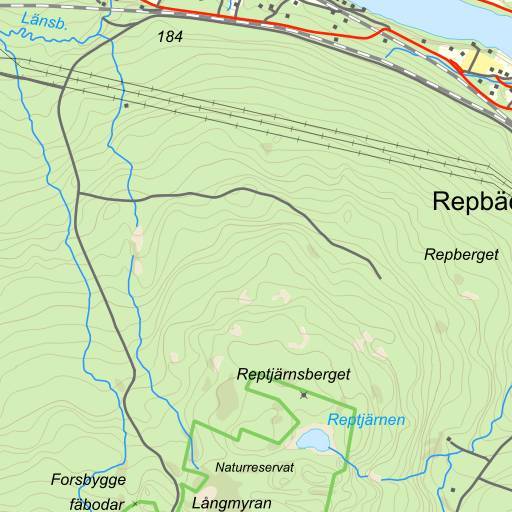 Länsb.
184
Repbäc
Repberget
Reptjärnsberget
Reptjärnen
Naturreservat
Forsbygge
fäbodar
Långmyran